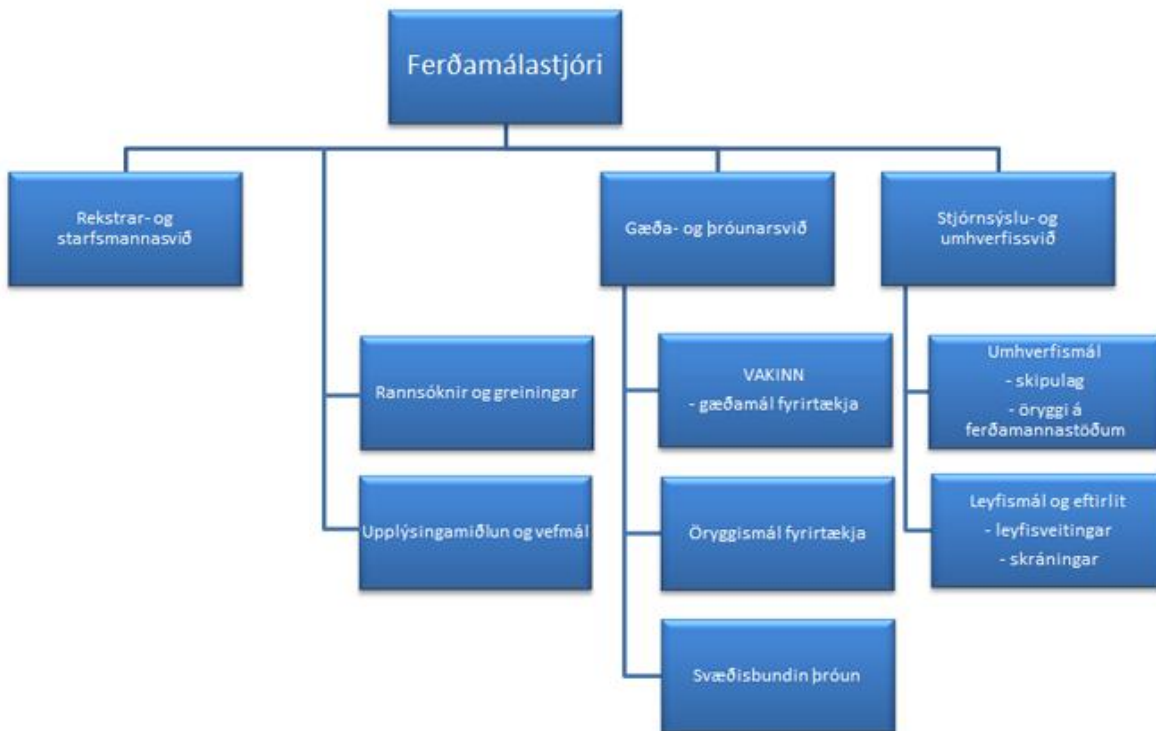 Ferðamálastjóri
Rekstrar- og
starfsmannasvið
Gæða- og þróunarsvið
Stjórnsýslu- og
umhverfissvið
Rannsóknir og greiningar
VAKINN
- gæðamál fyrirtækja
Umhverfismál
- skipulag
- öryggi á
ferðamannastöðum
Upplýsingamiðlun og vefmál
Öryggismál fyrirtækja
Leyfismál og eftirlit
- leyfisveitingar
- skráningar
Svæðisbundin þróun